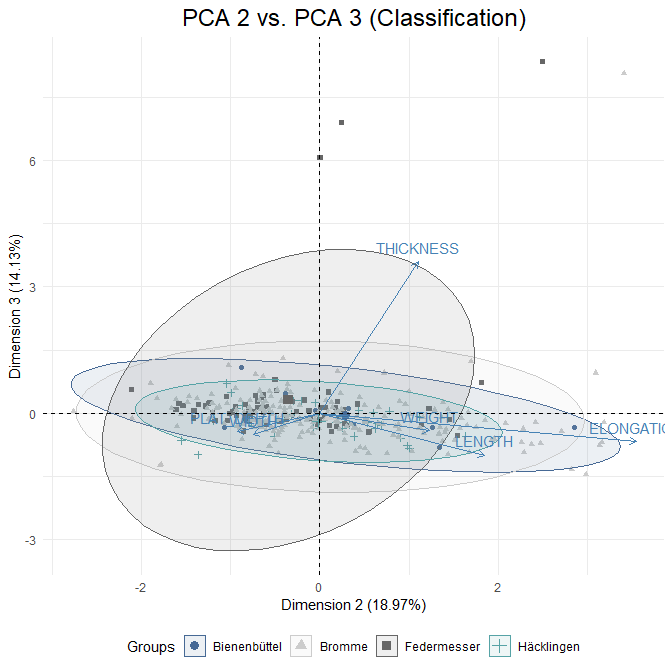 PCA 2 vs. PCA 3 (Classification)
6
3
0
-3
Dimension 3 (14.13%)
THICKNESS
WEIGHT
ELONGATIO
LENGTH
-2
0
2
Dimension 2 (18.97%)
Groups
Bienenbüttel
Bromme
Federmesser
Häcklingen